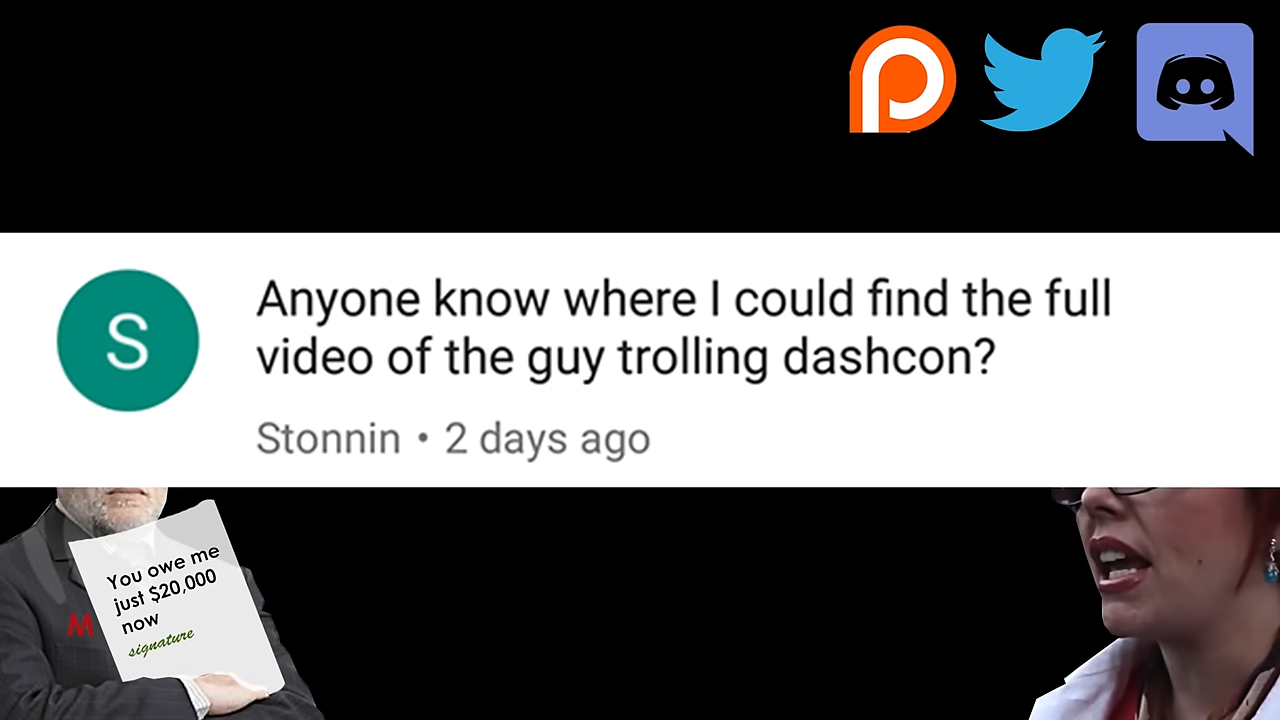 S
Anyone know where I could find the full
video of the guy trolling dashcon?
Stonnin • 2 days ago
You owe me
just $20,000
now
signature
M